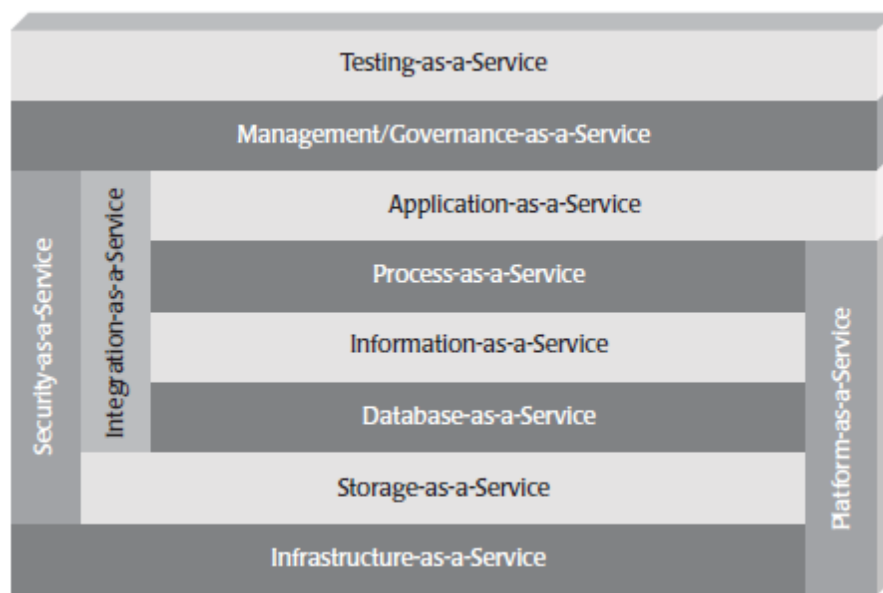 Testing-as-a-Service
Management/Governance-as-a-Service
Security-as-a-Service
Integration-as-a-Service
Application-as-a-Service
Process-as-a-Service
Information-as-a-Service
Database-as-a-Service
Storage-as-a-Service
Infrastructure-as-a-Service
Platform-as-a-Service